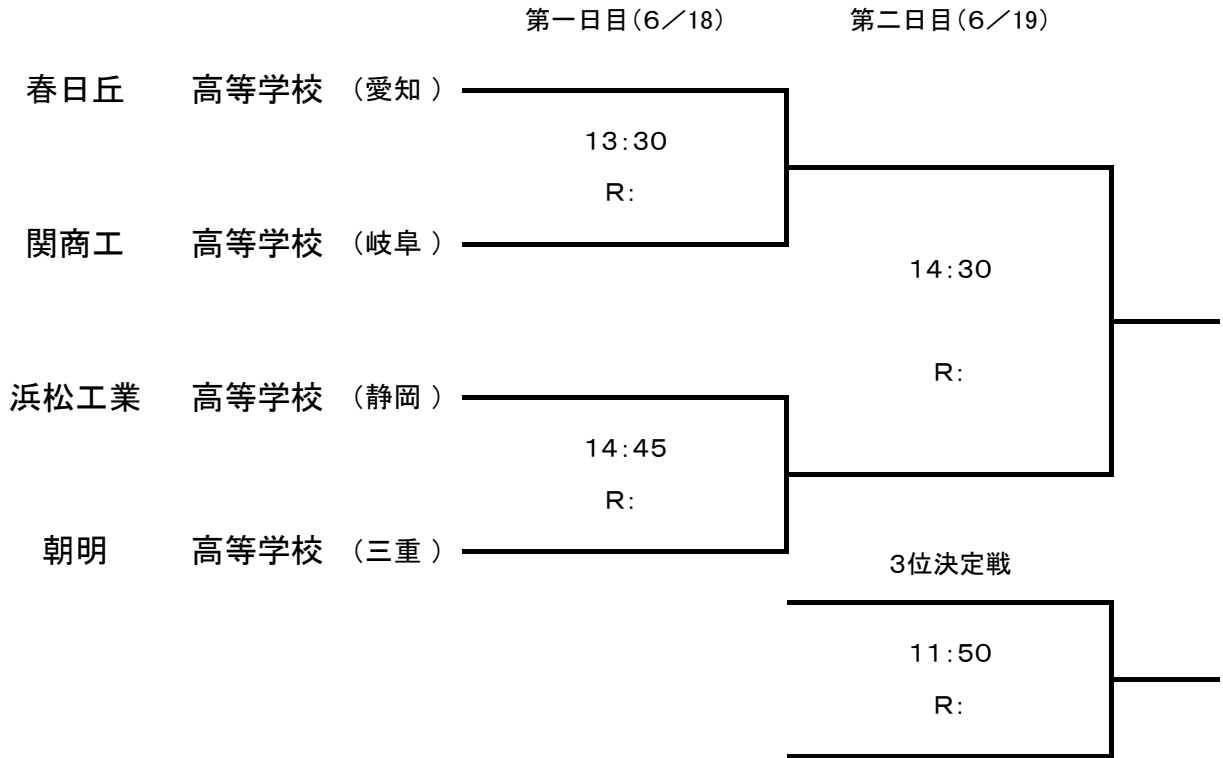 第一日目(６／18) 第二日目(６／19)
春日丘 高等学校 （愛知 ）
１３:３０
Ｒ:
関商工 高等学校 （岐阜 ）
１４:３０
Ｒ:
浜松工業 高等学校 （静岡 ）
１４:４５
Ｒ:
朝明 高等学校 （三重 ）
３位決定戦
１１:５０
Ｒ: